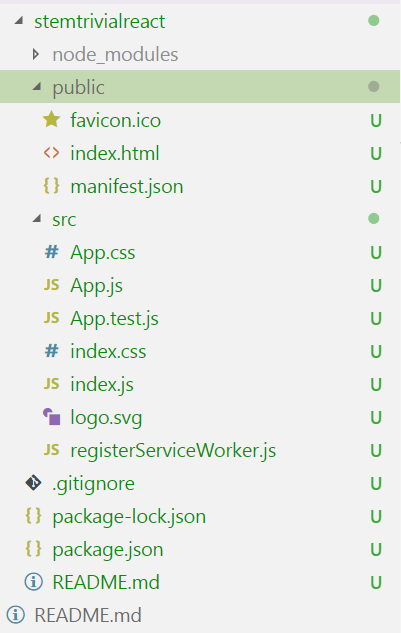 stemtrivialreact
node_modules
public
favicon.ico U
<> index.html U
{} manifest.json U
src
# App.css U
JS App.js U
JS App.test.js U
# index.css U
JS index.js U
logo.svg U
JS registerServiceWorker.js U
.gitignore U
{} package-lock.json U
{} package.json U
README.md U
README.md